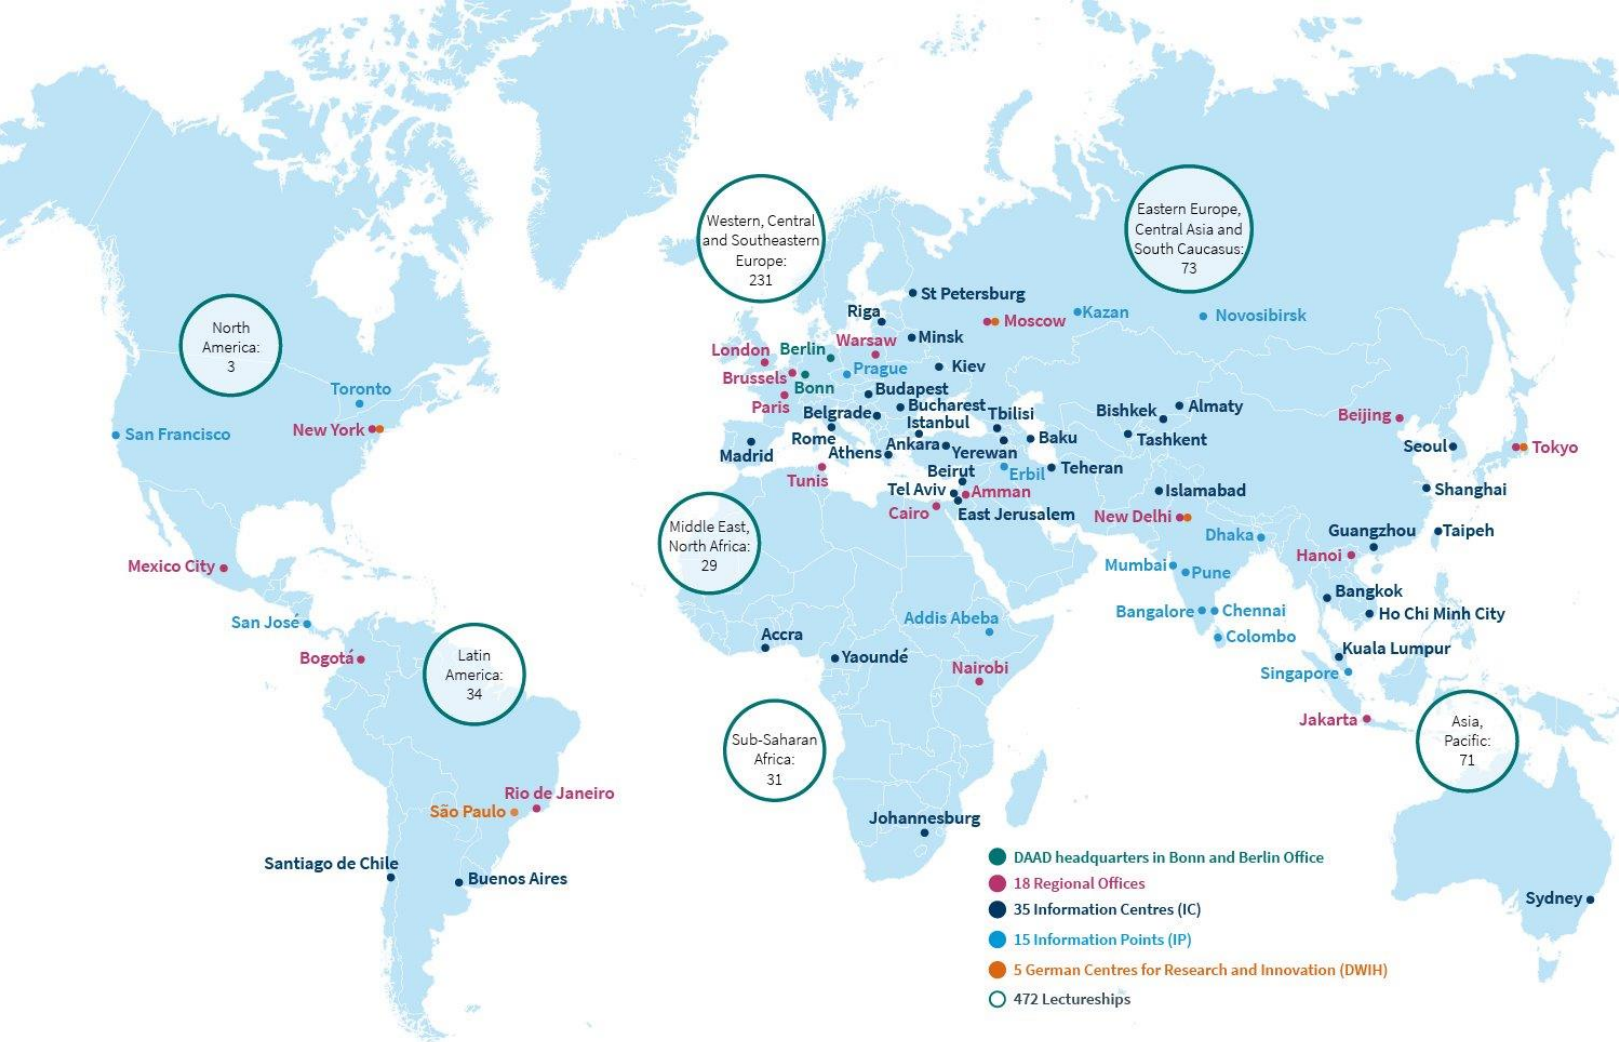 Western, Central
and Southeastern
Europe:
231
Eastern Europe,
Central Asia and
South Caucasus:
73
North
America:
3
St Petersburg
Riga
Moscow
Kazan
Novosibirsk
Minsk
Warsaw
London
Berlin
Kiev
Prague
Brussels
Bonn
Budapest
Toronto
Paris
Belgrade
Bucharest
Tbilisi
Bishkek
Almaty
Beijing
San Francisco
New York
Istanbul
Rome
Ankara
Baku
Tashkent
Seoul
Tokyo
Madrid
Athens
Yerewan
Tunis
Beirut
Erbil
Teheran
Tel Aviv
Amman
Islamabad
Shanghai
Cairo
East Jerusalem
New Delhi
Middle East,
North Africa:
29
Dhaka
Guangzhou
Taipeh
Hanoi
Mexico City
Mumbai
Pune
Bangkok
San José
Addis Abeba
Bangalore
Chennai
Ho Chi Minh City
Colombo
Accra
Bogotá
Latin
America:
34
Yaoundé
Nairobi
Kuala Lumpur
Singapore
Jakarta
Sub-Saharan
Africa:
31
Asia,
Pacific:
71
Rio de Janeiro
São Paulo
Johannesburg
Santiago de Chile
Buenos Aires
Sydney
DAAD headquarters in Bonn and Berlin Office
18 Regional Offices
35 Information Centres (IC)
15 Information Points (IP)
5 German Centres for Research and Innovation (DWIH)
472 Lectureships